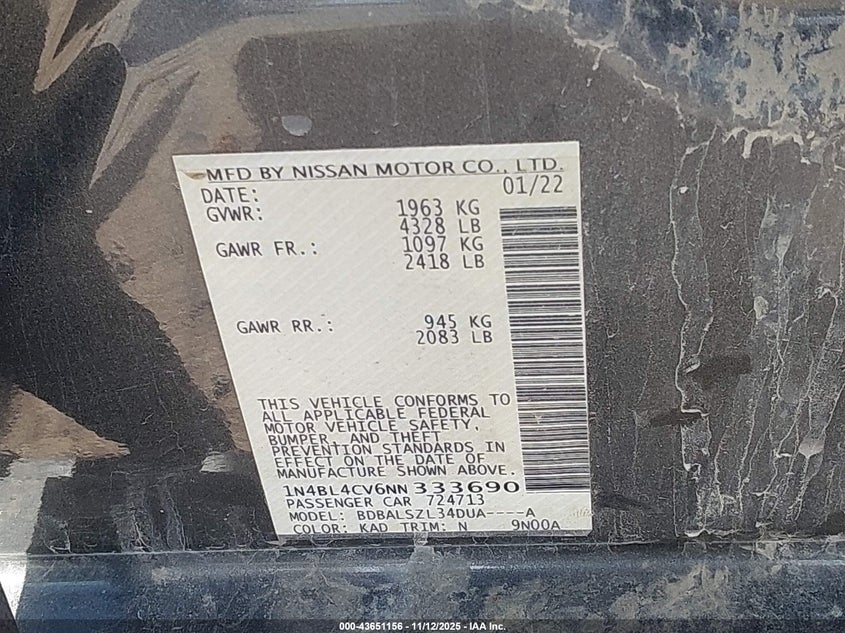 MFD BY NISSAN MOTOR CO., LTD.
DATE: 01/22
GVWR: 1963 KG
4328 LB
GAWR FR.: 1097 KG
2418 LB
GAWR RR.: 945 KG
2083 LB
THIS VEHICLE CONFORMS TO
ALL APPLICABLE FEDERAL
MOTOR VEHICLE SAFETY,
BUMPER, AND THEFT
PREVENTION STANDARDS IN
EFFECT ON THE DATE OF
MANUFACTURE SHOWN ABOVE.
1N4BL4CV6NN 333690
PASSENGER CAR 724713
MODEL: BDBALSZL34DUA----A
COLOR: KAD TRIM: N 9N00A
000-43651156 - 11/12/2025 - IAA Inc.